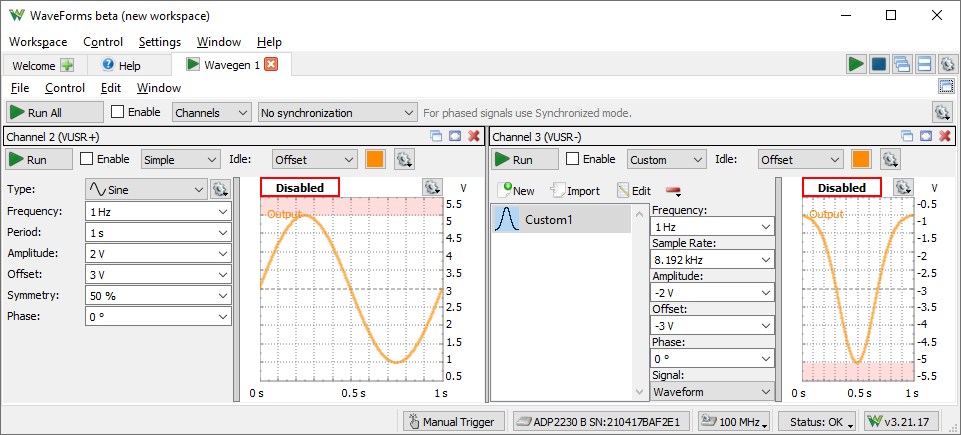 WaveForms beta (new workspace)
Workspace Control Settings Window Help
Welcome Help Wavegen 1
File Control Edit Window
Run All Enable Channels No synchronization For phased signals use Synchronized mode.
Channel 2 (VUSR+)
Run Enable Simple Idle: Offset
Type: Sine
Frequency: 1 Hz
Period: 1 s
Amplitude: 2 V
Offset: 3 V
Symmetry: 50 %
Phase: 0 °
Disabled V
Output
5.5
5
4.5
4
3.5
3
2.5
2
1.5
1
0.5
0 s 0.5 s 1 s
Channel 3 (VUSR-)
Run Enable Custom Idle: Offset
New Import Edit
Custom1
Frequency:
1 Hz
Sample Rate:
8.192 kHz
Amplitude:
-2 V
Offset:
-3 V
Phase:
0 °
Signal:
Waveform
Disabled V
Output
-0.5
-1
-1.5
-2
-2.5
-3
-3.5
-4
-4.5
-5
-5.5
0 s 0.5 s 1 s
Manual Trigger ADP2230 B SN:210417BAF2E1 100 MHz Status: OK v3.21.17